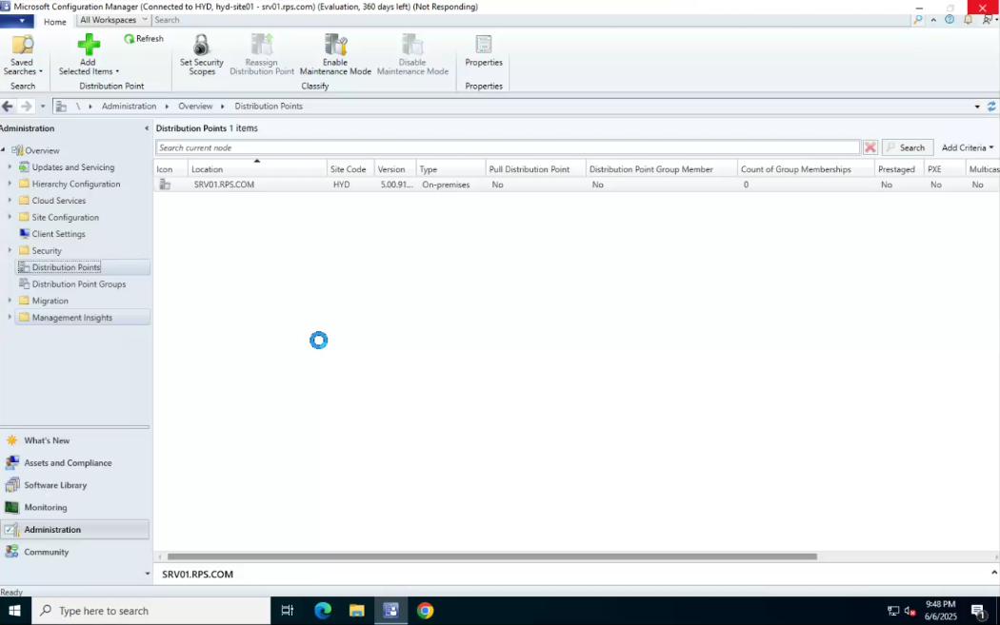 Microsoft Configuration Manager (Connected to HYD, hyd-site01 - srv01.rps.com) (Evaluation, 360 days left) (Not Responding)
Home
All Workspaces
Search
Saved
Searches
Search
Add
Selected Items
Refresh
Distribution Point
Set Security
Scopes
Reassign
Distribution Point
Enable
Maintenance Mode
Disable
Maintenance Mode
Classify
Properties
Properties
\ Administration Overview Distribution Points
Administration
Overview
Updates and Servicing
Hierarchy Configuration
Cloud Services
Site Configuration
Client Settings
Security
Distribution Points
Distribution Point Groups
Migration
Management Insights
What's New
Assets and Compliance
Software Library
Monitoring
Administration
Community
Distribution Points 1 items
Search current node
Search
Add Criteria
Icon Location Site Code Version Type Pull Distribution Point Distribution Point Group Member Count of Group Memberships Prestaged PXE Multicas
SRV01.RPS.COM HYD 5.00.91... On-premises No No 0 No No No
SRV01.RPS.COM
Ready
Type here to search
9:48 PM
6/6/2025
1